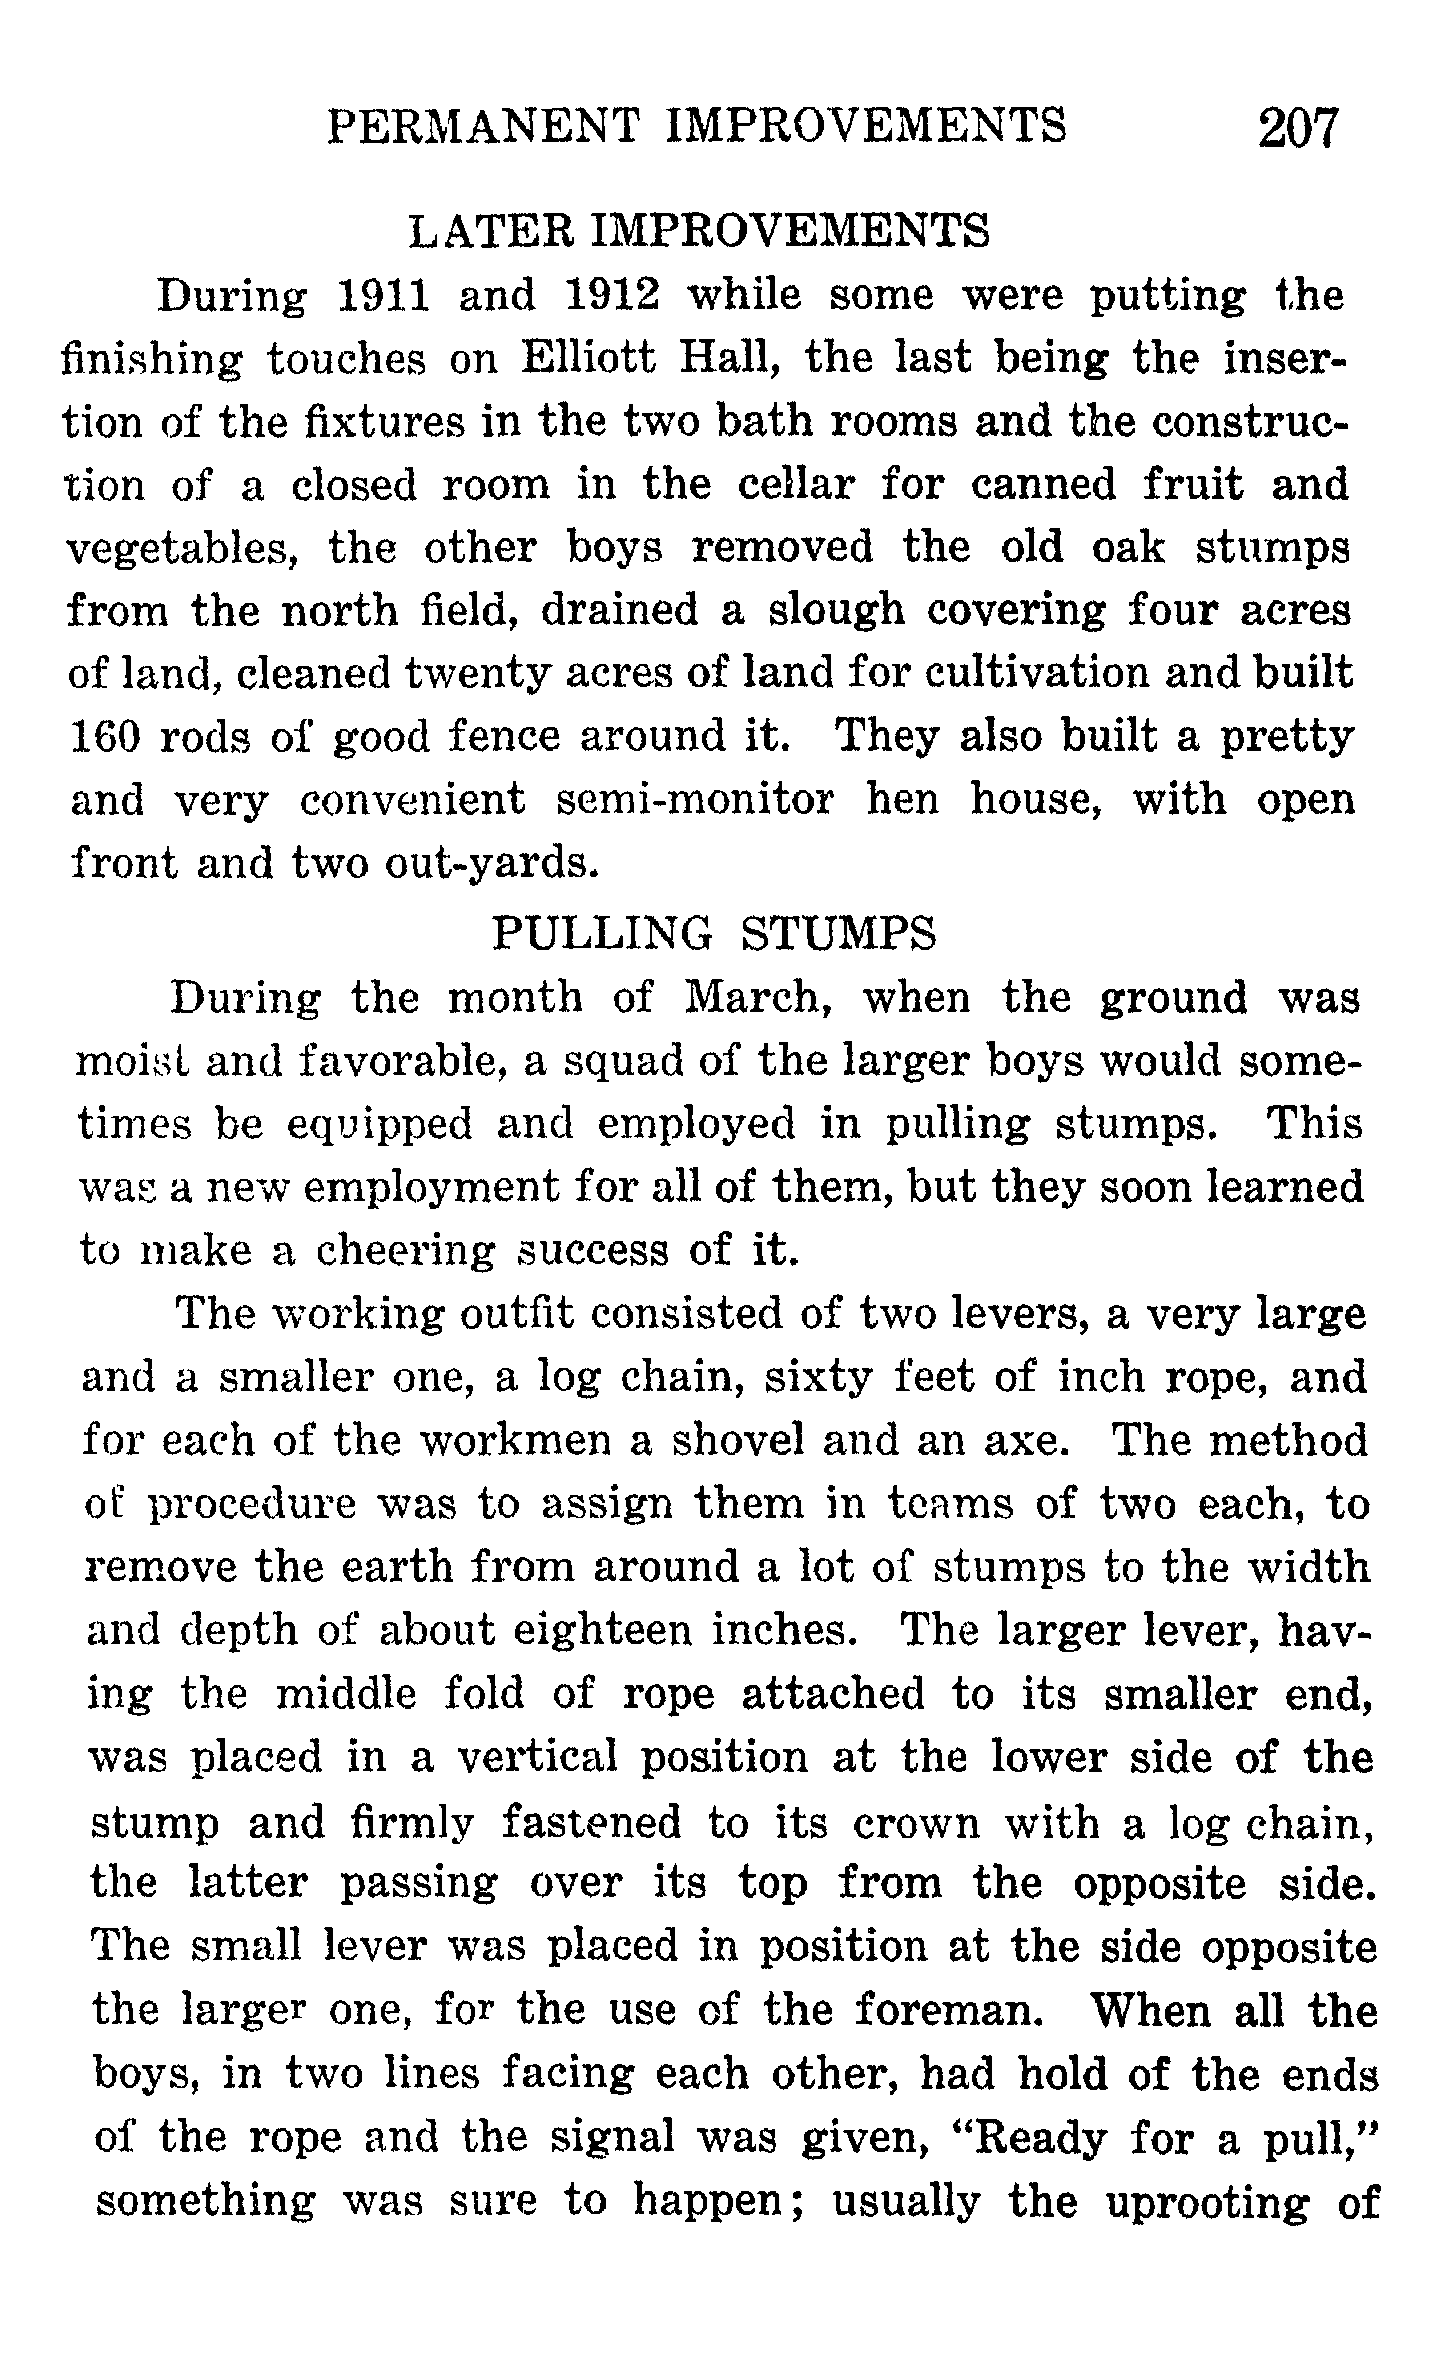 PERMANENT IMPROVEMENTS 207
LATER IMPROVEMENTS
During 1911 and 1912 while some were putting the
finishing touches on Elliott Hall, the last being the inser-
tion of the fixtures in the two bath rooms and the construc-
tion of a closed room in the cellar for canned fruit and
vegetables, the other boys removed the old oak stumps
from the north field, drained a slough covering four acres
of land, cleaned twenty acres of land for cultivation and built
160 rods of good fence around it. They also built a pretty
and very convenient semi-monitor hen house, with open
front and two out-yards.
PULLING STUMPS
During the month of March, when the ground was
moist and favorable, a squad of the larger boys would some-
times be equipped and employed in pulling stumps. This
was a new employment for all of them, but they soon learned
to make a cheering success of it.
The working outfit consisted of two levers, a very large
and a smaller one, a log chain, sixty feet of inch rope, and
for each of the workmen a shovel and an axe. The method
of procedure was to assign them in teams of two each, to
remove the earth from around a lot of stumps to the width
and depth of about eighteen inches. The larger lever, hav-
ing the middle fold of rope attached to its smaller end,
was placed in a vertical position at the lower side of the
stump and firmly fastened to its crown with a log chain,
the latter passing over its top from the opposite side.
The small lever was placed in position at the side opposite
the larger one, for the use of the foreman. When all the
boys, in two lines facing each other, had hold of the ends
of the rope and the signal was given, “Ready for a pull,”
something was sure to happen; usually the uprooting of